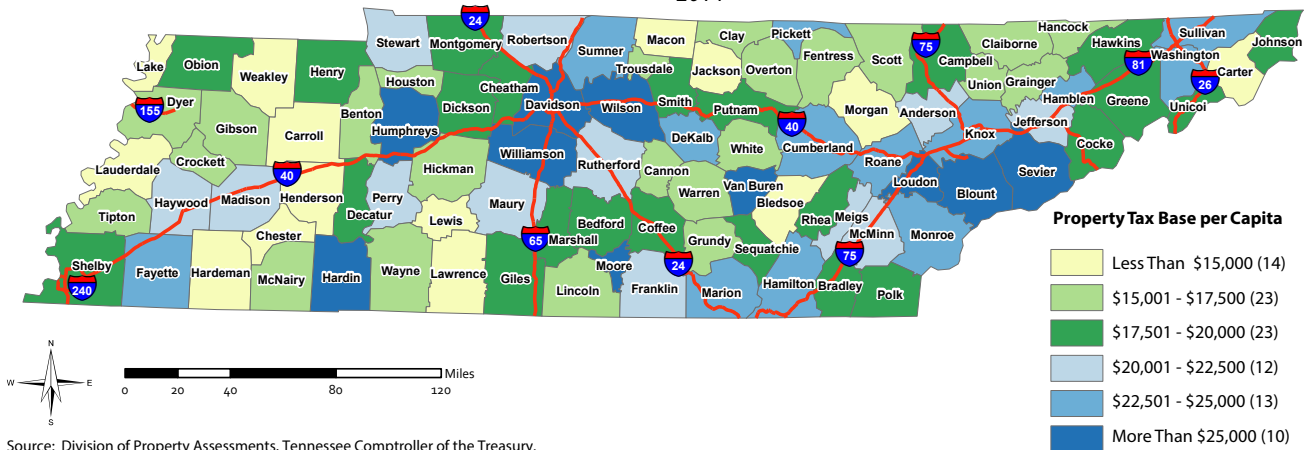 24
Stewart
Montgomery
Robertson
Sumner
Macon
Clay
Pickett
Fentress
Scott
75
Campbell
Claiborne
Hancock
Hawkins
Sullivan
Johnson
Lake
Obion
Weakley
Henry
Houston
Trousdale
Jackson
Overton
Union
Grainger
81
Washington
26
Carter
155
Dyer
Gibson
Carroll
Benton
Humphreys
Dickson
Cheatham
Davidson
Wilson
Smith
Putnam
40
Morgan
Anderson
Hamblen
Jefferson
Greene
Unicoi
Lauderdale
Crockett
Knox
Cocke
Williamson
Rutherford
DeKalb
White
Cumberland
Roane
Loudon
Blount
Sevier
40
Haywood
Madison
Henderson
Decatur
Perry
Hickman
Maury
Cannon
Warren
Van Buren
Bledsoe
Rhea
Meigs
McMinn
Monroe
Tipton
Chester
Lewis
65
Marshall
Bedford
Coffee
Grundy
Sequatchie
75
Shelby
240
Fayette
Hardeman
McNairy
Hardin
Wayne
Lawrence
Giles
Lincoln
Moore
Franklin
24
Marion
Hamilton
Bradley
Polk
Property Tax Base per Capita
Less Than $15,000 (14)
$15,001 - $17,500 (23)
$17,501 - $20,000 (23)
$20,001 - $22,500 (12)
$22,501 - $25,000 (13)
More Than $25,000 (10)
N
W E
S
Miles
0 20 40 80 120
Source: Division of Property Assessments, Tennessee Comptroller of the Treasury.